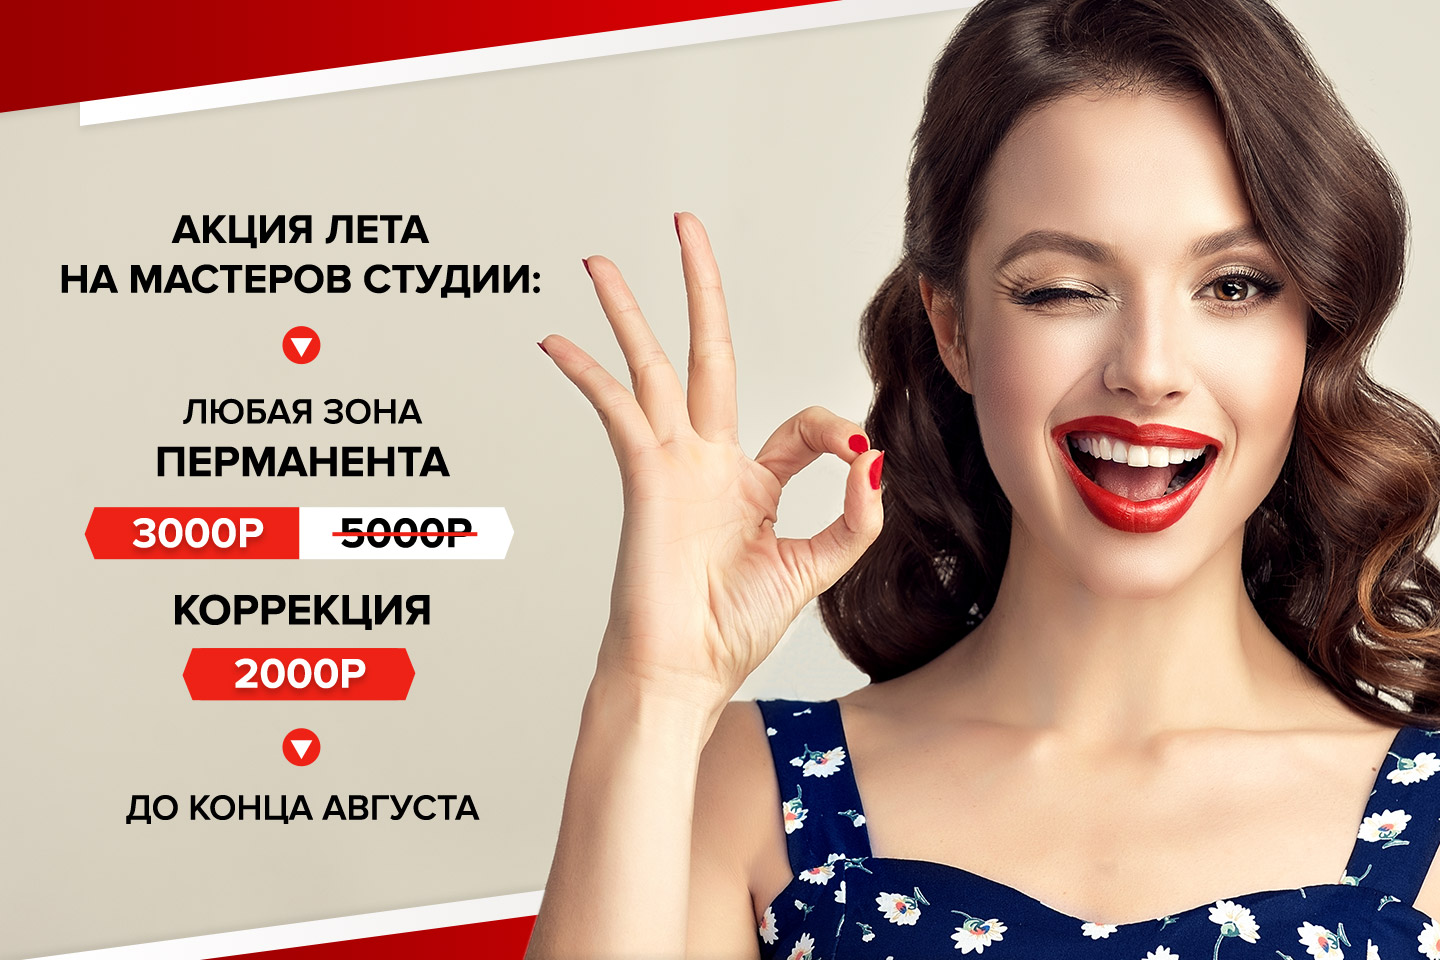 АКЦИЯ ЛЕТА
НА МАСТЕРОВ СТУДИИ:
ЛЮБАЯ ЗОНА
ПЕРМАНЕНТА
3000Р 5000Р
КОРРЕКЦИЯ
2000Р
ДО КОНЦА АВГУСТА